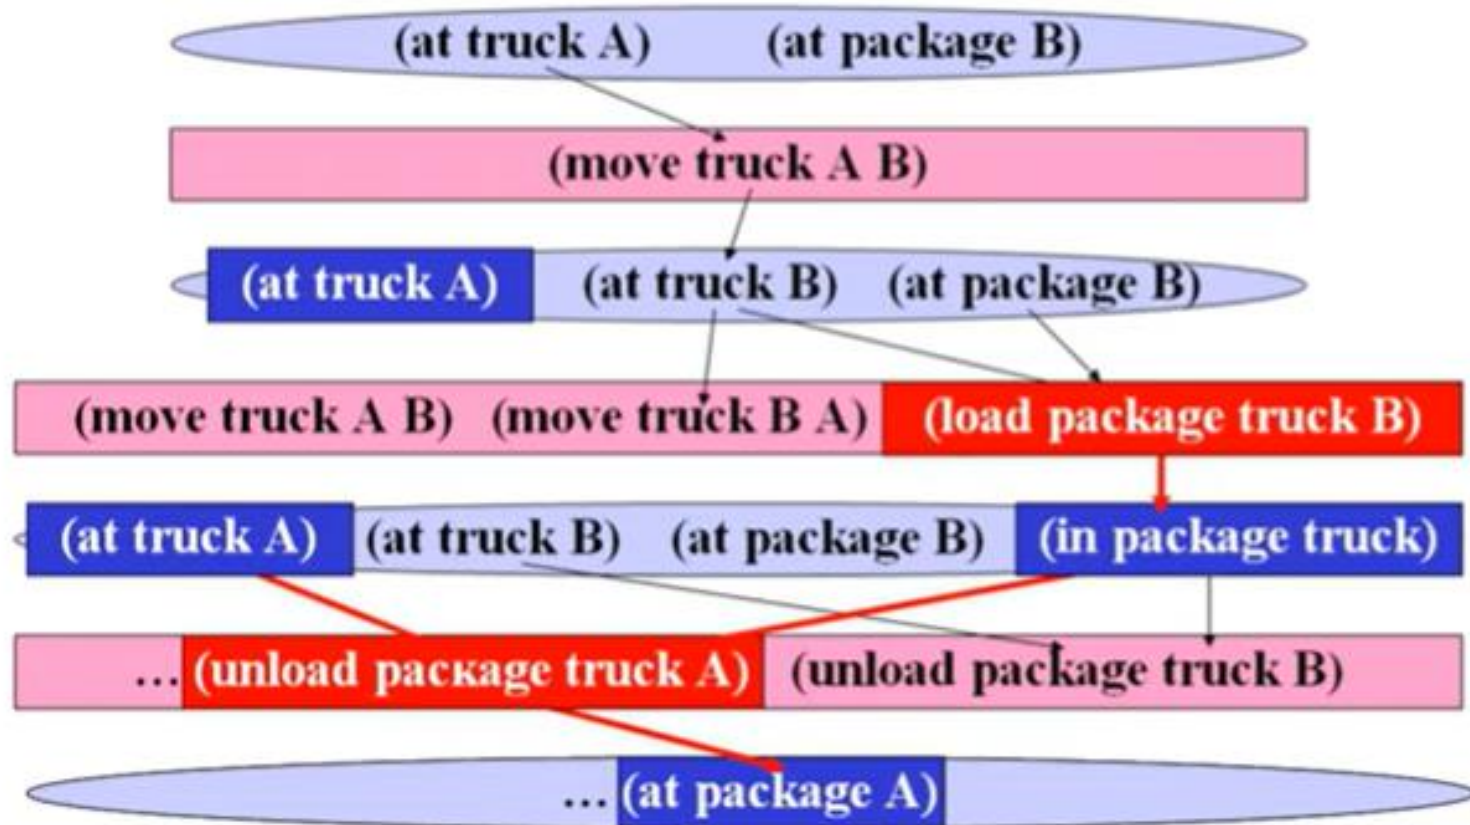 (at truck A) (at package B)
(move truck A B)
(at truck A) (at truck B) (at package B)
(move truck A B) (move truck B A) (load package truck B)
(at truck A) (at truck B) (at package B) (in package truck)
... (unload package truck A) (unload package truck B)
... (at package A)